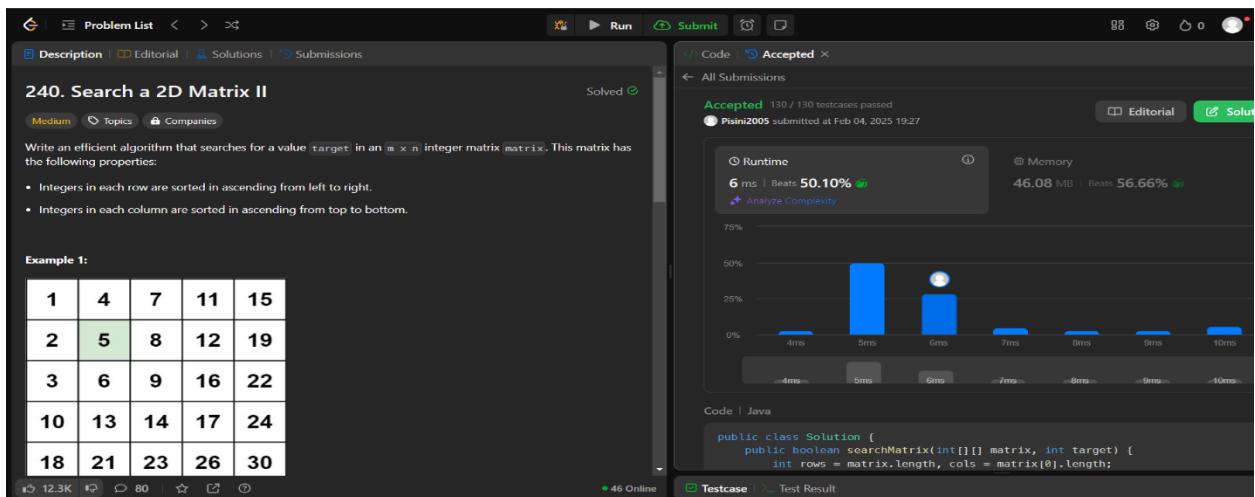 Problem List
Run
Submit
0
Description
Editorial
Solutions
Submissions
240. Search a 2D Matrix II
Solved
Medium
Topics
Companies
Write an efficient algorithm that searches for a value target in an m x n integer matrix matrix. This matrix has
the following properties:
• Integers in each row are sorted in ascending from left to right.
• Integers in each column are sorted in ascending from top to bottom.
Example 1:
1 4 7 11 15
2 5 8 12 19
3 6 9 16 22
10 13 14 17 24
18 21 23 26 30
12.3K
80
46 Online
Code
Accepted
All Submissions
Accepted 130 / 130 testcases passed
Pisini2005 submitted at Feb 04, 2025 19:27
Editorial
Solut
Runtime
6 ms | Beats 50.10%
Analyze Complexity
Memory
46.08 MB | Beats 56.66%
75%
50%
25%
0%
4ms 5ms 6ms 7ms 8ms 9ms 10ms
4ms 5ms 6ms 7ms 8ms 9ms 10ms
Code | Java
public class Solution {
public boolean searchMatrix(int[][] matrix, int target) {
int rows = matrix.length, cols = matrix[0].length;
Testcase
Test Result